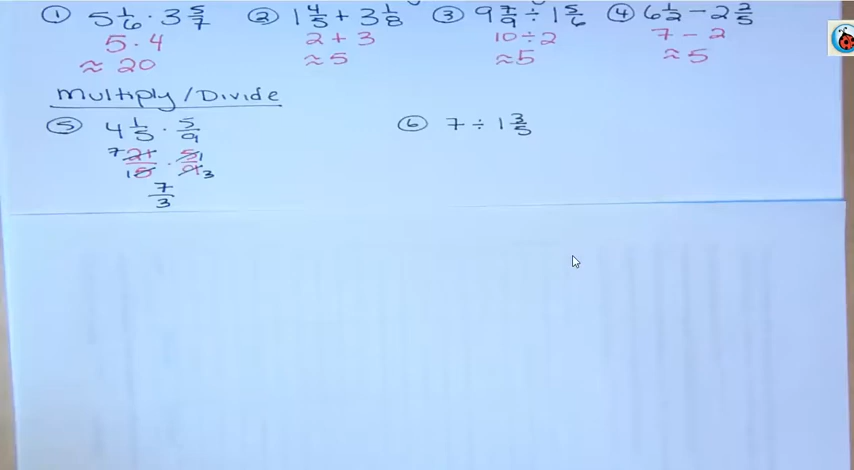 ① 5 1/6 · 3 5/7 ② 1 4/5 + 3 1/8 ③ 9 7/9 ÷ 1 5/6 ④ 6 1/2 − 2 2/5
5 · 4 2 + 3 10 ÷ 2 7 − 2
≈ 20 ≈ 5 ≈ 5 ≈ 5
Multiply/Divide
⑤ 4 1/5 · 5/9 ⑥ 7 ÷ 1 3/5
7 21/5 1 · 5/9 1 3
7/3